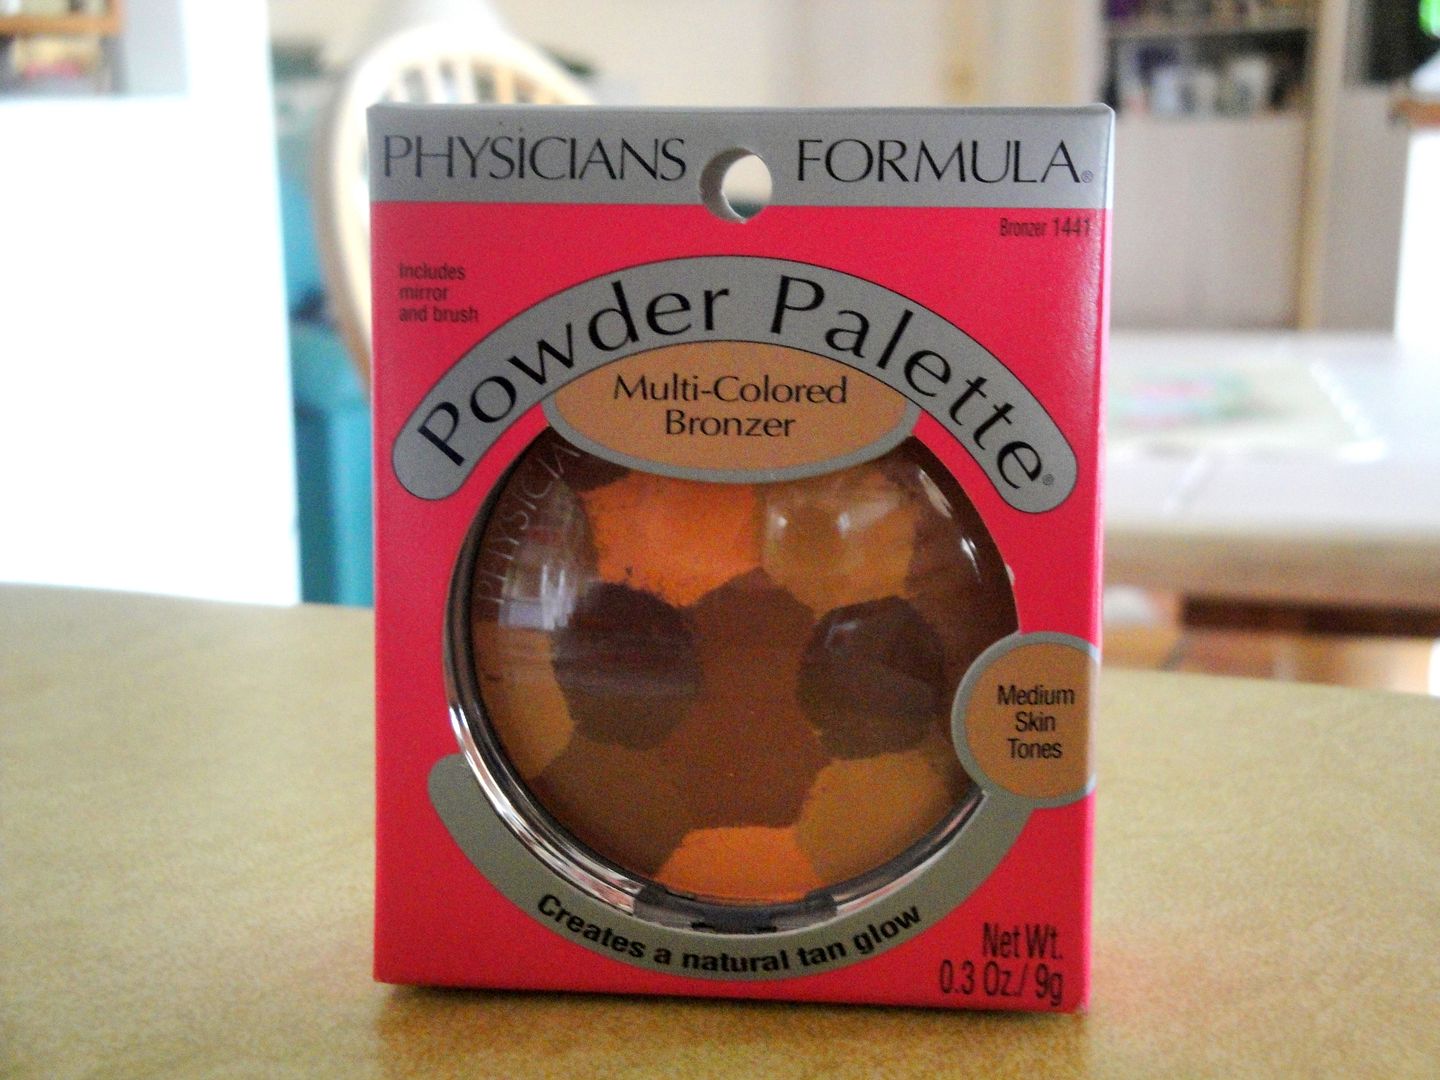 PHYSICIANS FORMULA®
Bronzer 1441
Includes
mirror
and brush
Powder Palette®
Multi-Colored
Bronzer
PHYSICIA
Medium
Skin
Tones
Creates a natural tan glow
Net Wt.
0.3 Oz./ 9g